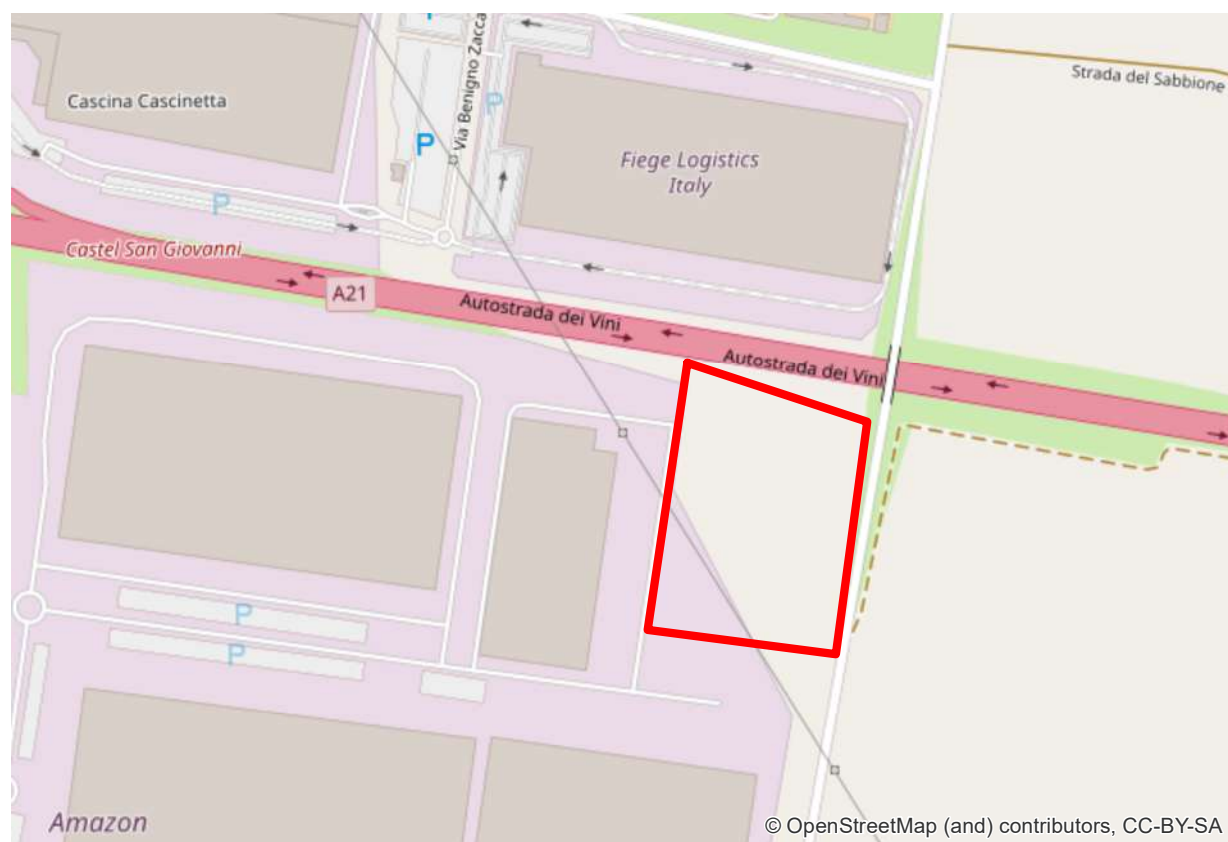 P
Via Benigno Zacca
Strada del Sabbione
Cascina Cascinetta
P
P
Fiege Logistics
Italy
P
Castel San Giovanni
A21
Autostrada dei Vini
Autostrada dei Vini
P
P
Amazon
© OpenStreetMap (and) contributors, CC-BY-SA